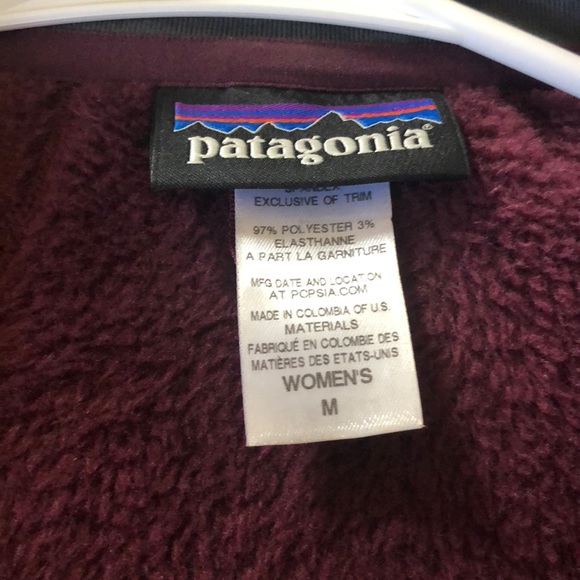 patagonia®
SPANDEX
EXCLUSIVE OF TRIM
97% POLYESTER 3%
ELASTHANNE
A PART LA GARNITURE
MFG DATE AND LOCATION
AT PCPSIA.COM
MADE IN COLOMBIA OF U.S.
MATERIALS
FABRIQUÉ EN COLOMBIE DES
MATIÈRES DES ETATS-UNIS
WOMEN'S
M